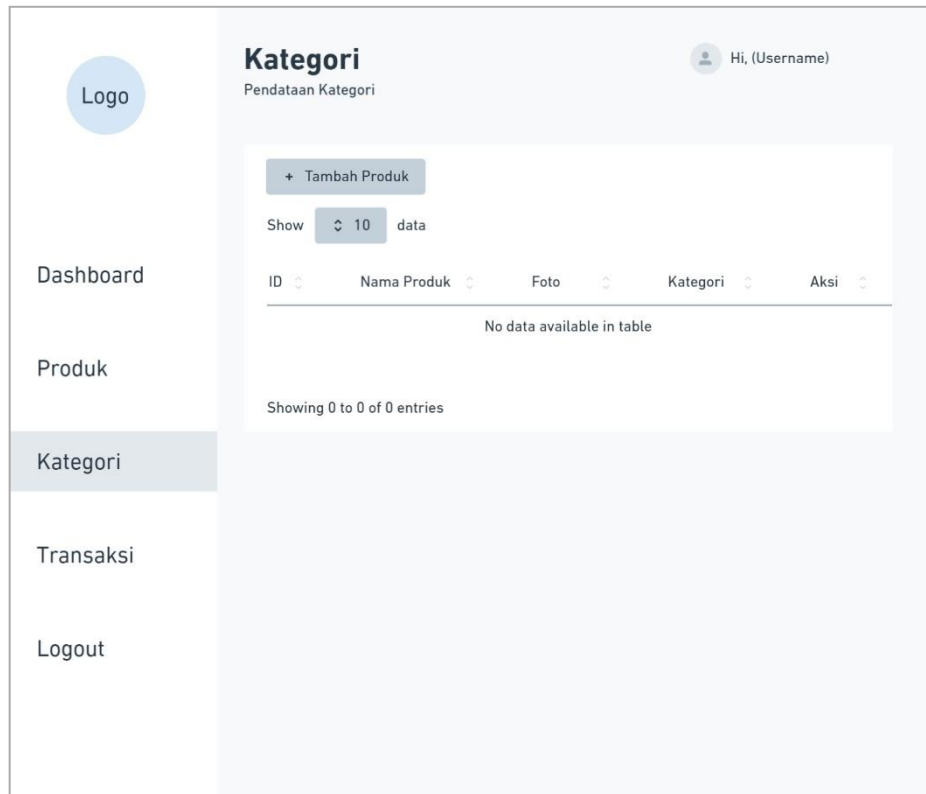 Logo
Dashboard
Produk
Kategori
Transaksi
Logout
Kategori
Pendataan Kategori
Hi, (Username)
+ Tambah Produk
Show 10 data
ID Nama Produk Foto Kategori Aksi
No data available in table
Showing 0 to 0 of 0 entries